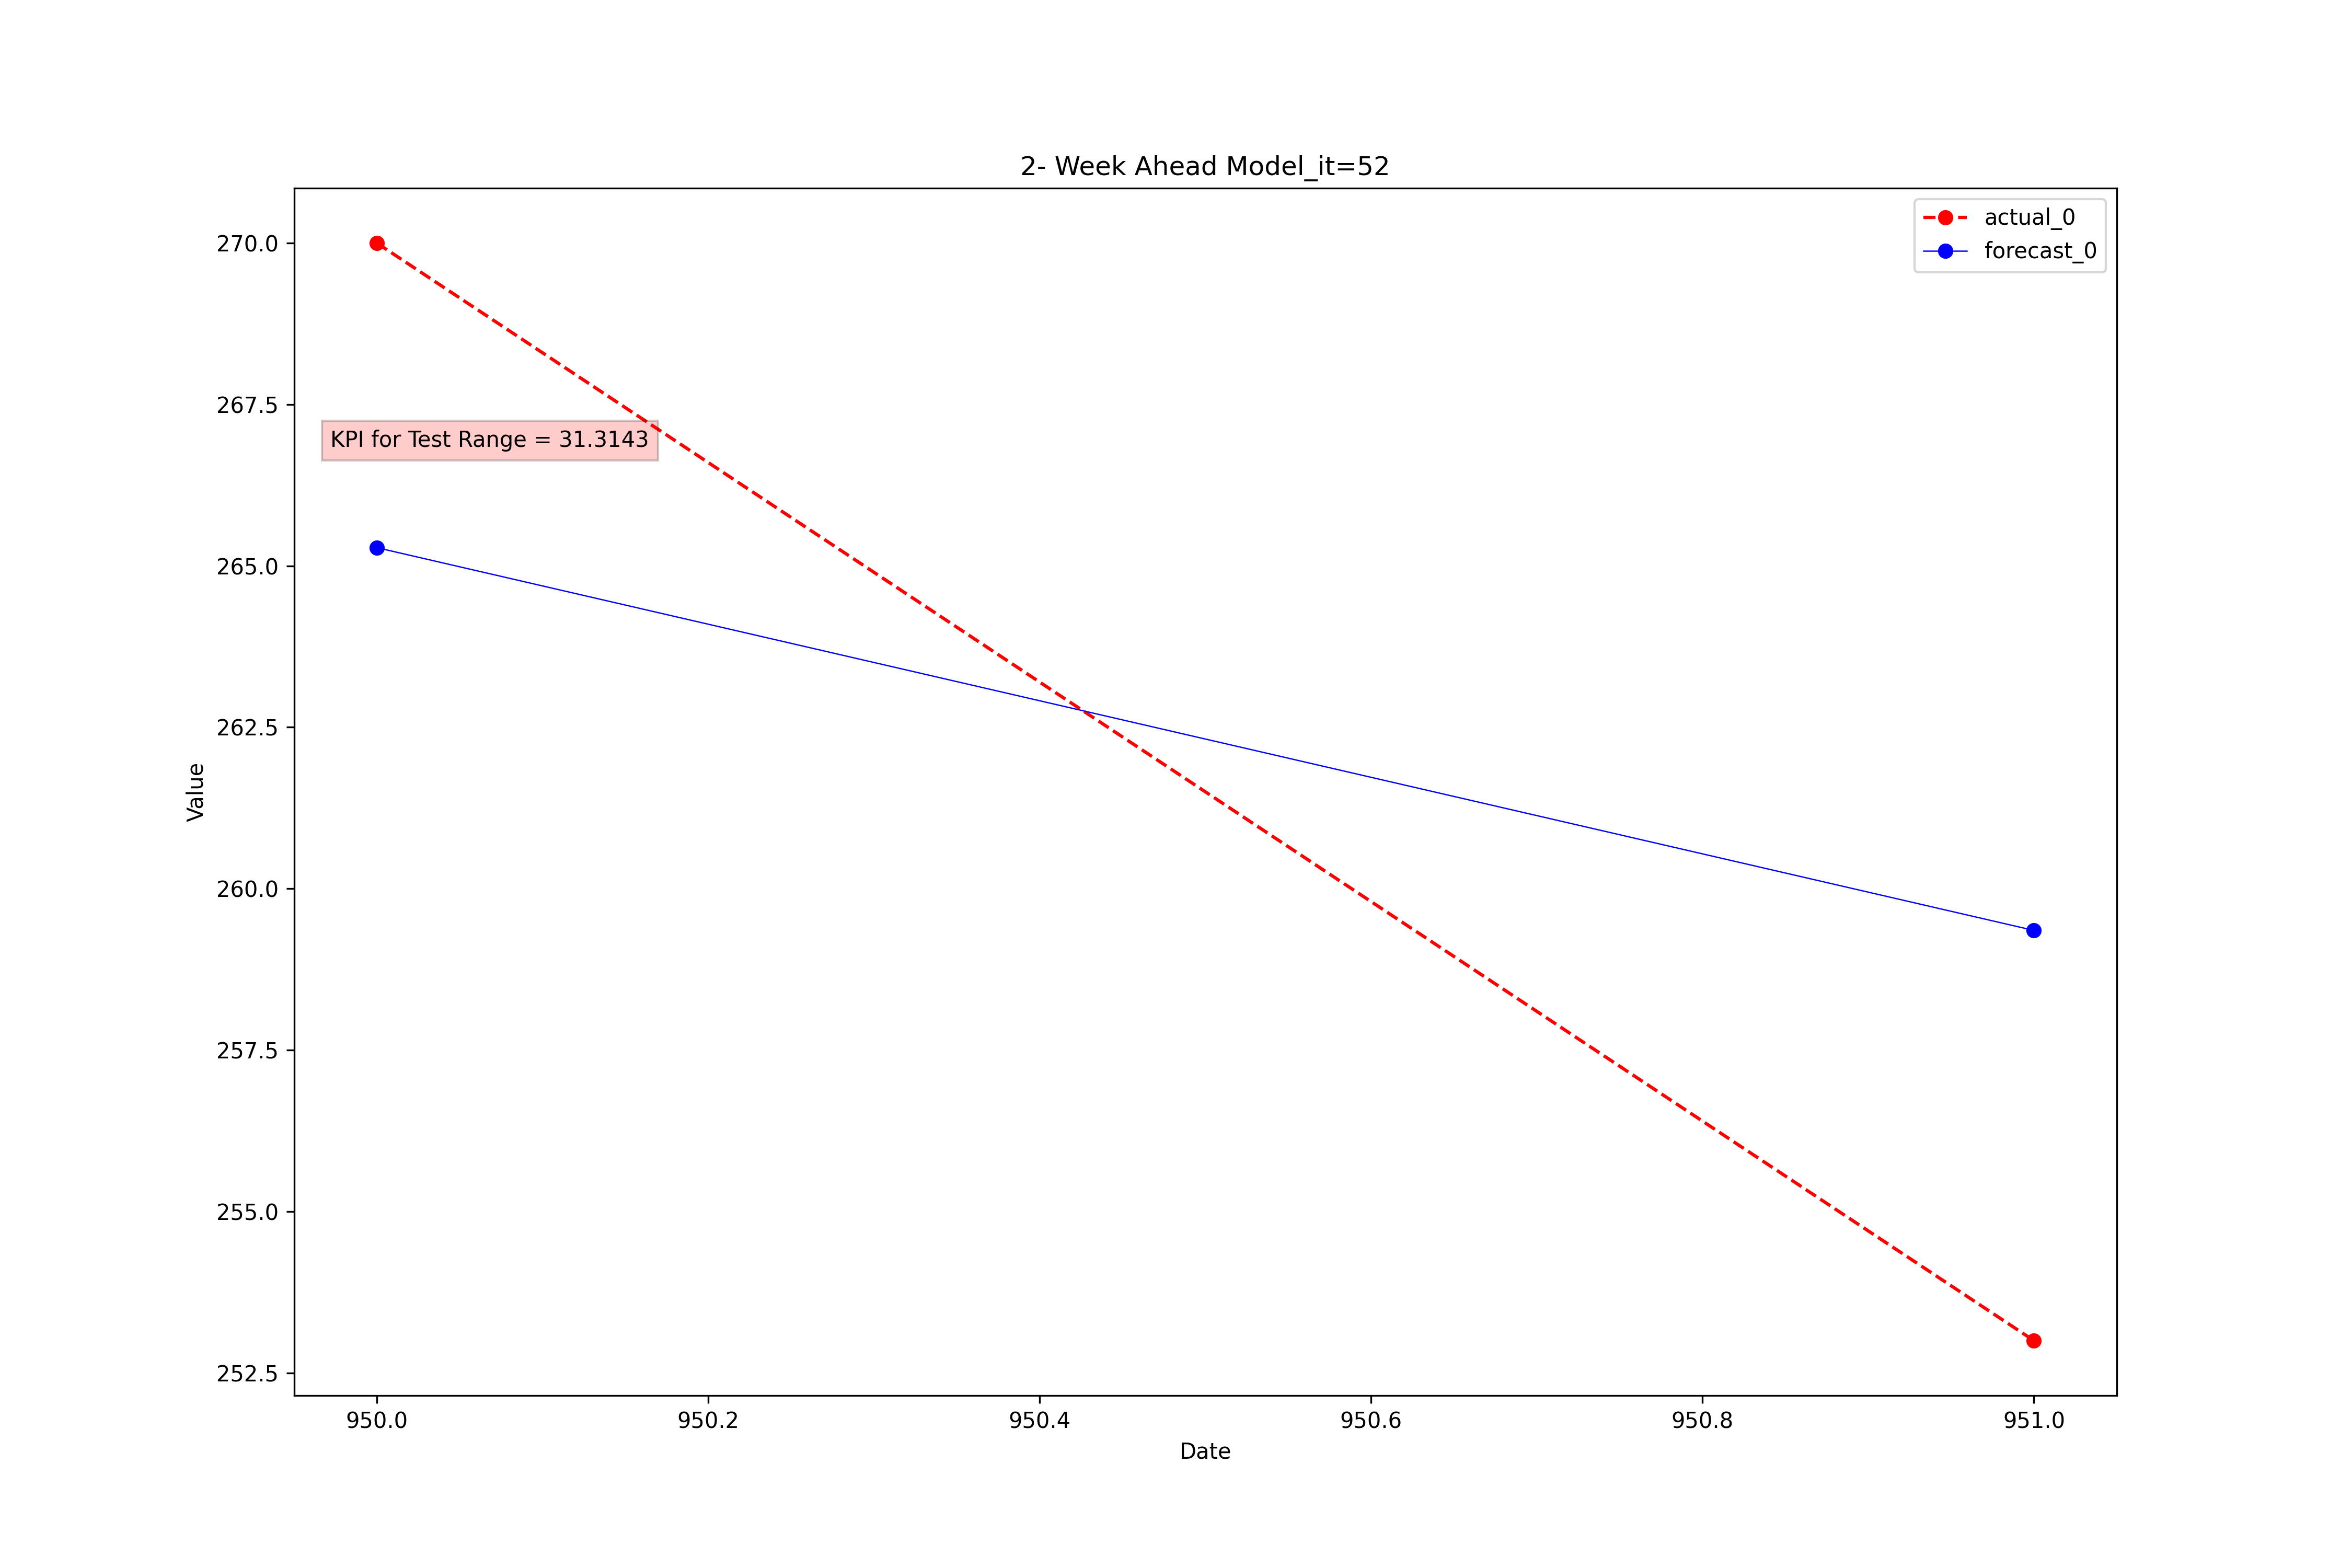 2- Week Ahead Model_it=52
actual_0
forecast_0
270.0
267.5
KPI for Test Range = 31.3143
265.0
262.5
Value
260.0
257.5
255.0
252.5
950.0 950.2 950.4 950.6 950.8 951.0
Date